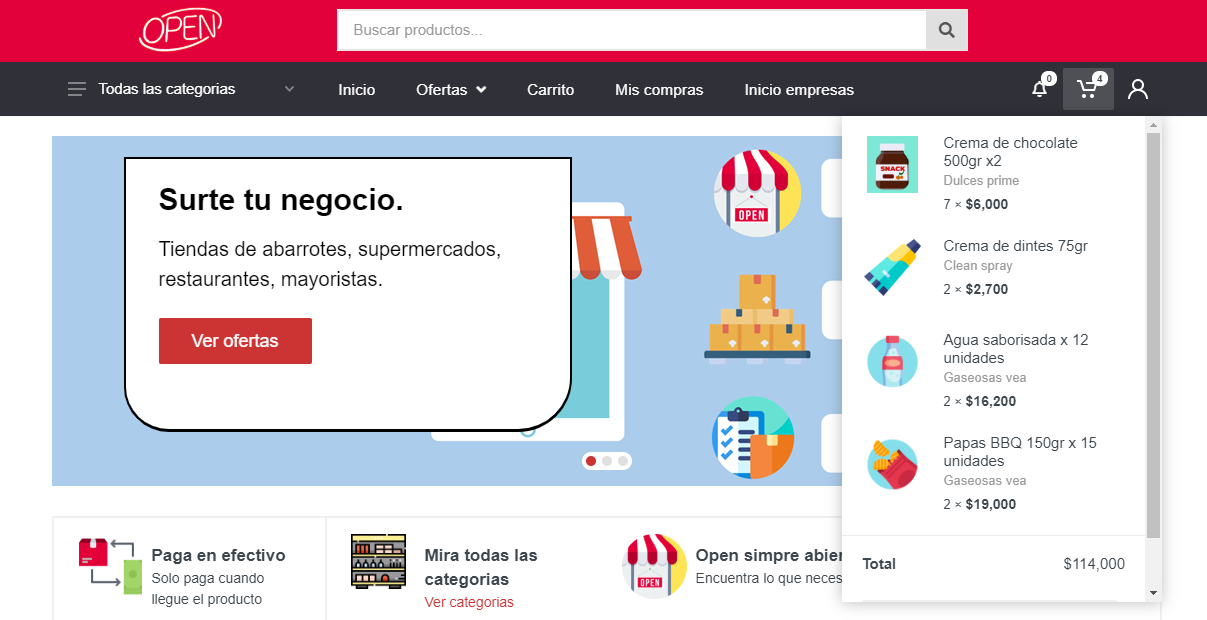 OPEN
Buscar productos...
Todas las categorias
Inicio
Ofertas
Carrito
Mis compras
Inicio empresas
0
4
Surte tu negocio.
Tiendas de abarrotes, supermercados,
restaurantes, mayoristas.
Ver ofertas
OPEN
Crema de chocolate
500gr x2
Dulces prime
7 × $6,000
SNACK
Crema de dintes 75gr
Clean spray
2 × $2,700
Agua saborisada x 12
unidades
Gaseosas vea
2 × $16,200
Papas BBQ 150gr x 15
unidades
Gaseosas vea
2 × $19,000
Total
$114,000
Paga en efectivo
Solo paga cuando
llegue el producto
Mira todas las
categorias
Ver categorias
OPEN
Open simpre abier
Encuentra lo que neces